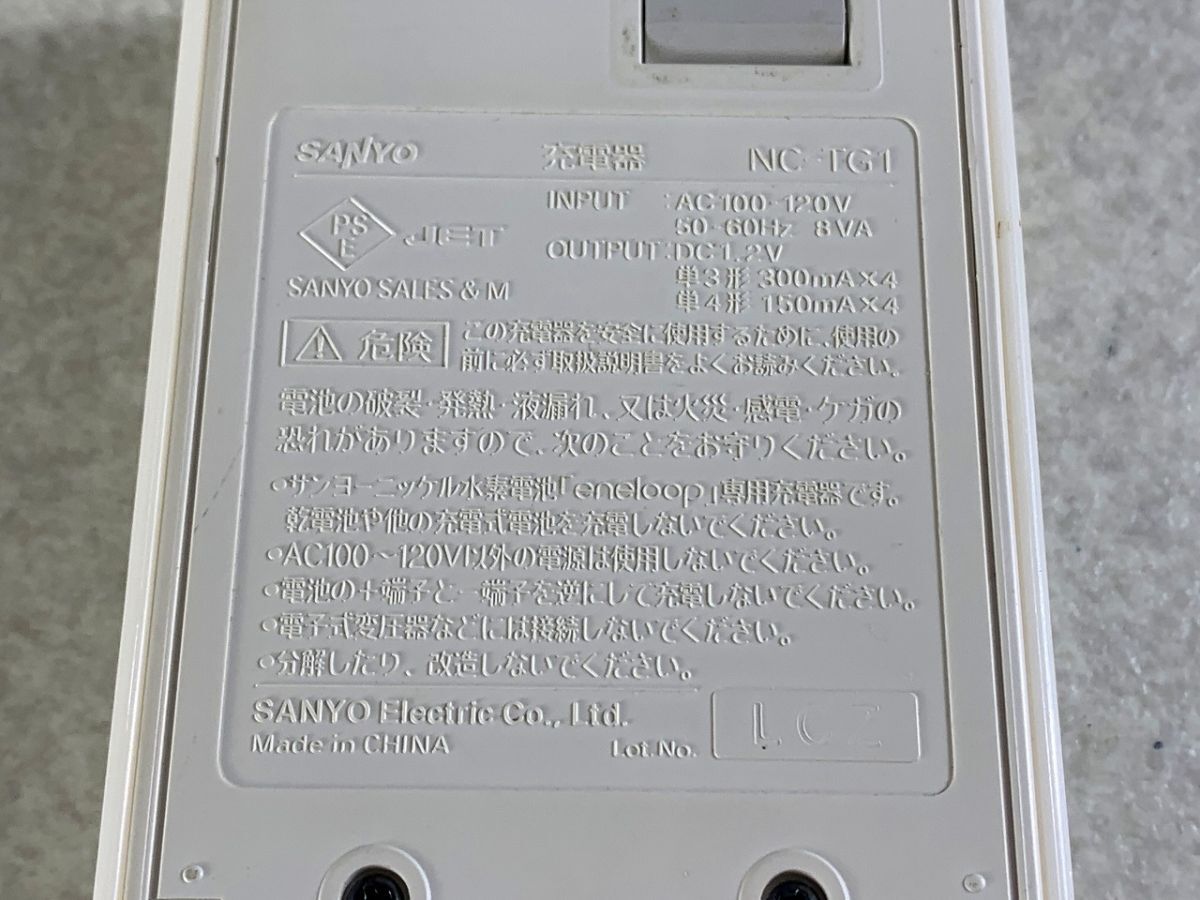 SANYO 充電器 NC-TG1
PS
E
JET
INPUT :AC100-120V
50-60Hz 8VA
OUTPUT:DC1.2V
単3形 300mA×4
単4形 150mA×4
SANYO SALES & M
危険 この充電器を安全に使用するために、使用の
前に必ず取扱説明書をよくお読みください。
電池の破裂・発熱・液漏れ、又は火災・感電・ケガの
恐れがありますので、次のことをお守りください。
○サンヨーニッケル水素電池「eneloop」専用充電器です。
乾電池や他の充電式電池を充電しないでください。
○AC100〜120V以外の電源は使用しないでください。
○電池の＋端子と－端子を逆にして充電しないでください。
○電子式変圧器などには接続しないでください。
○分解したり、改造しないでください。
SANYO Electric Co., Ltd.
Made in CHINA Lot.No. LCZ